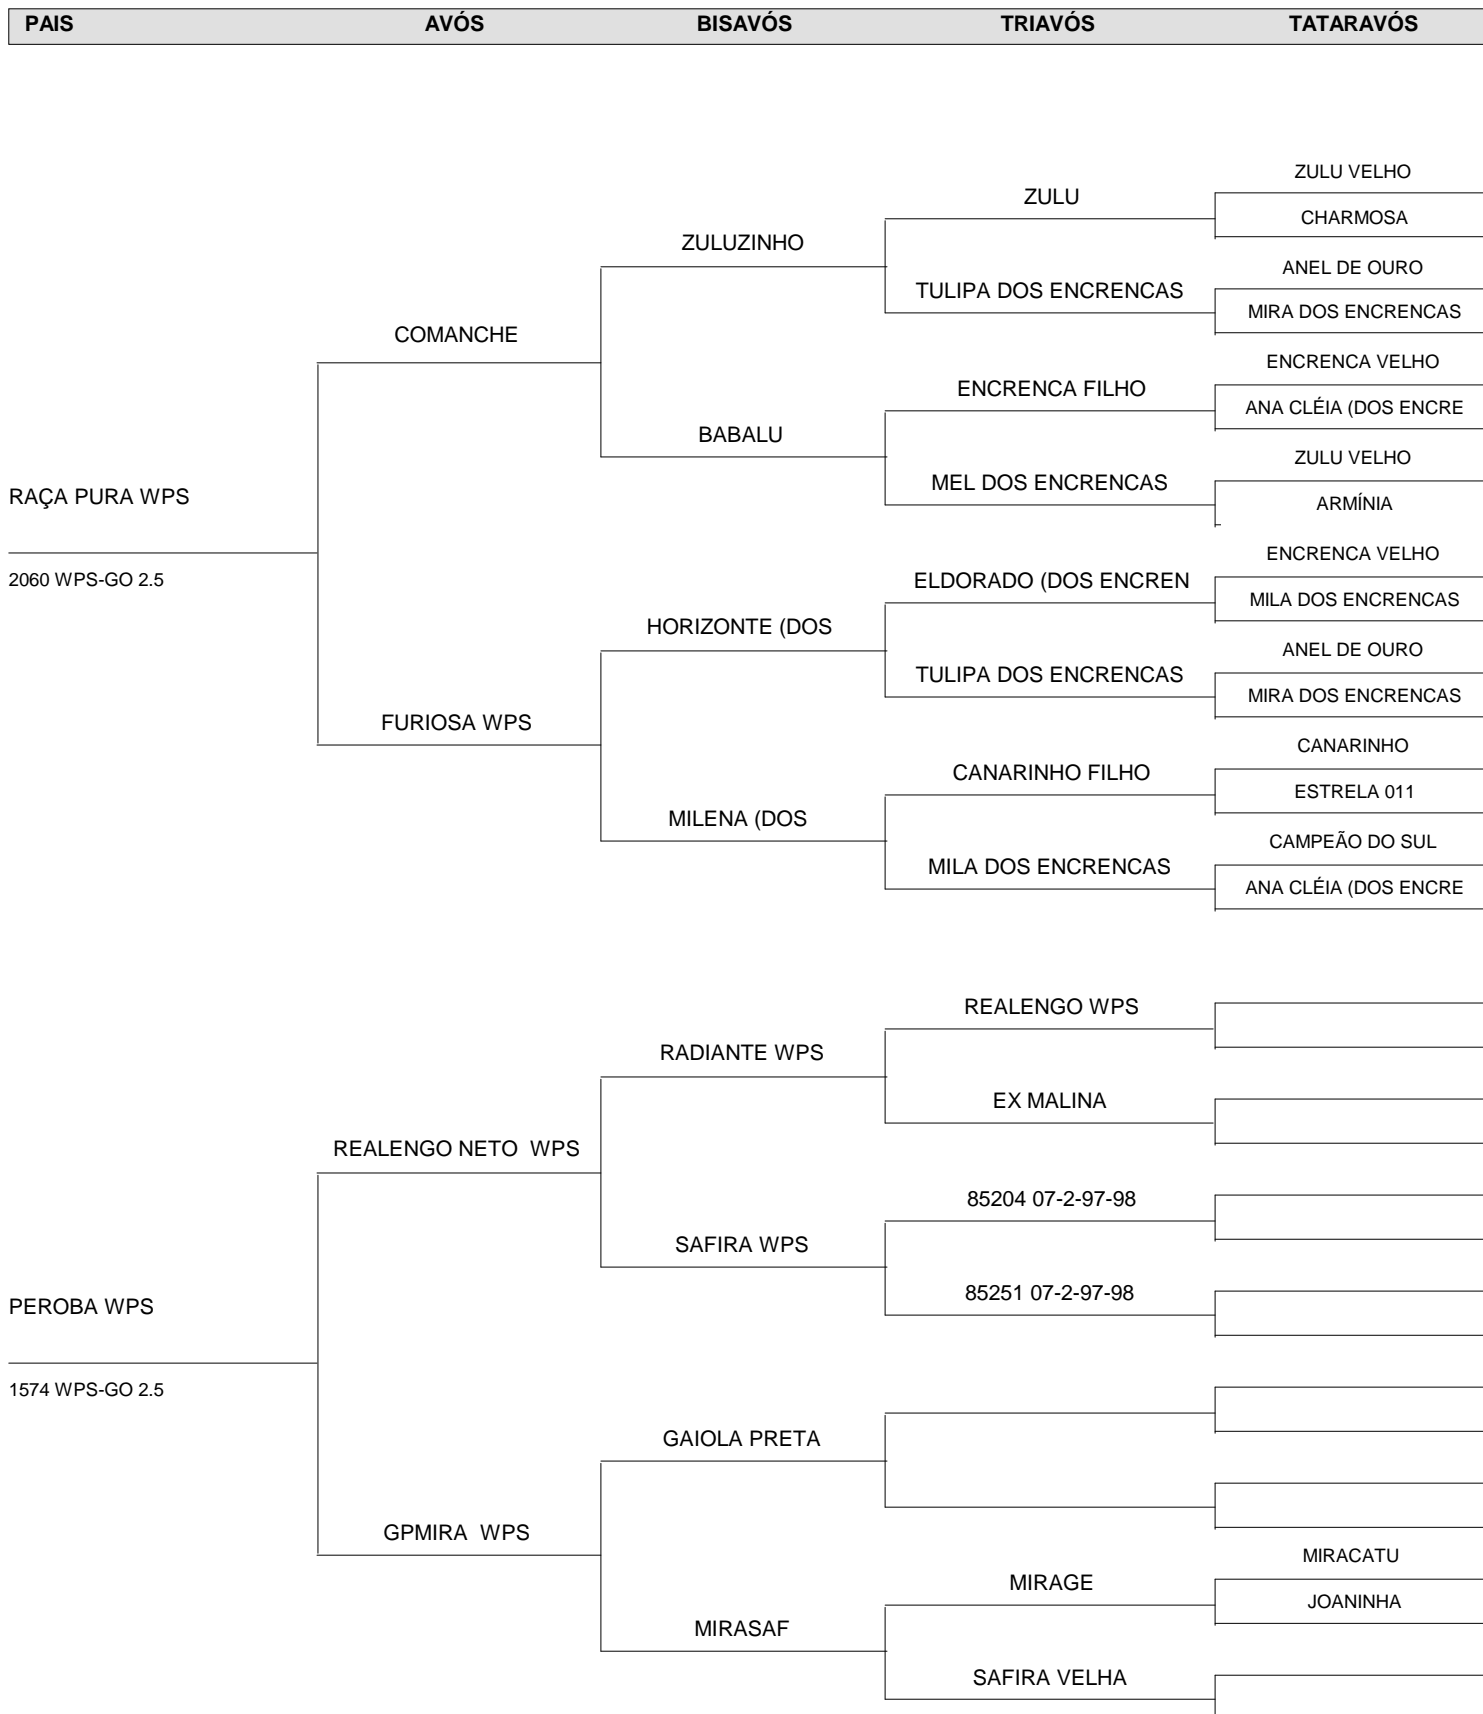 PAIS AVÓS BISAVÓS TRIAVÓS TATARAVÓS
ZULU VELHO
ZULU
CHARMOSA
ZULUZINHO
ANEL DE OURO
TULIPA DOS ENCRENCAS
MIRA DOS ENCRENCAS
COMANCHE
ENCRENCA VELHO
ENCRENCA FILHO
ANA CLÉIA (DOS ENCRE
BABALU
ZULU VELHO
MEL DOS ENCRENCAS
RAÇA PURA WPS
ARMÍNIA
ENCRENCA VELHO
2060 WPS-GO 2.5
ELDORADO (DOS ENCREN
MILA DOS ENCRENCAS
HORIZONTE (DOS
ANEL DE OURO
TULIPA DOS ENCRENCAS
MIRA DOS ENCRENCAS
FURIOSA WPS
CANARINHO
CANARINHO FILHO
ESTRELA 011
MILENA (DOS
CAMPEÃO DO SUL
MILA DOS ENCRENCAS
ANA CLÉIA (DOS ENCRE
REALENGO WPS
RADIANTE WPS
EX MALINA
REALENGO NETO WPS
85204 07-2-97-98
SAFIRA WPS
85251 07-2-97-98
PEROBA WPS
1574 WPS-GO 2.5
GAIOLA PRETA
GPMIRA WPS
MIRACATU
MIRAGE
JOANINHA
MIRASAF
SAFIRA VELHA